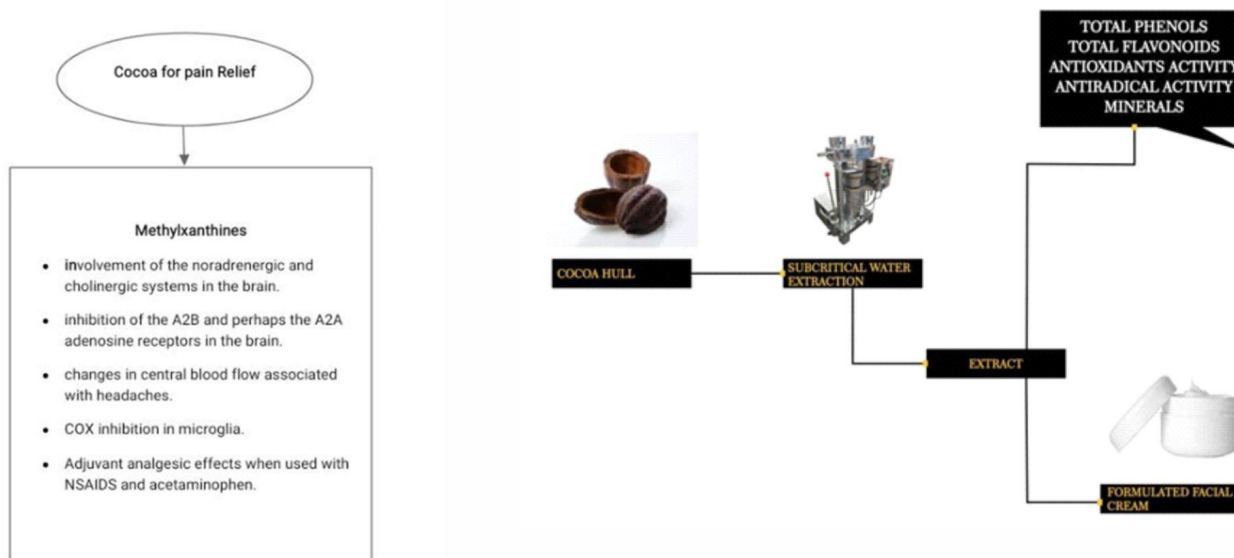 Cocoa for pain Relief
Methylxanthines
• involvement of the noradrenergic and
cholinergic systems in the brain.
• inhibition of the A2B and perhaps the A2A
adenosine receptors in the brain.
• changes in central blood flow associated
with headaches.
• COX inhibition in microglia.
• Adjuvant analgesic effects when used with
NSAIDS and acetaminophen.
TOTAL PHENOLS
TOTAL FLAVONOIDS
ANTIOXIDANTS ACTIVITY
ANTIRADICAL ACTIVITY
MINERALS
COCOA HULL
SUBCRITICAL WATER
EXTRACTION
EXTRACT
FORMULATED FACIAL
CREAM